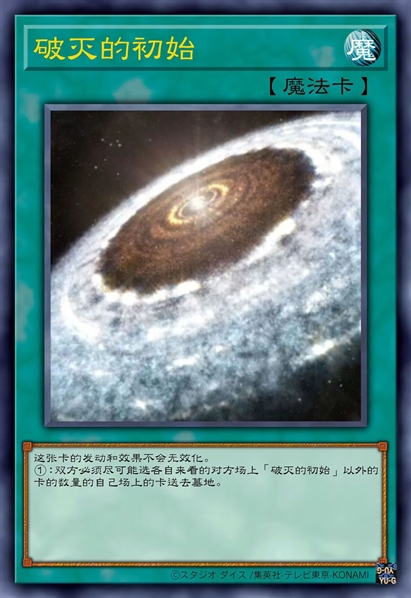 破灭的初始
魔
【魔法卡】
这张卡的发动和效果不会无效化。
①：双方必须尽可能选各自来看的对方场上「破灭的初始」以外的
卡的数量的自己场上的卡送去墓地。
©スタジオ·ダイス /集英社·テレビ東京·KONAMI